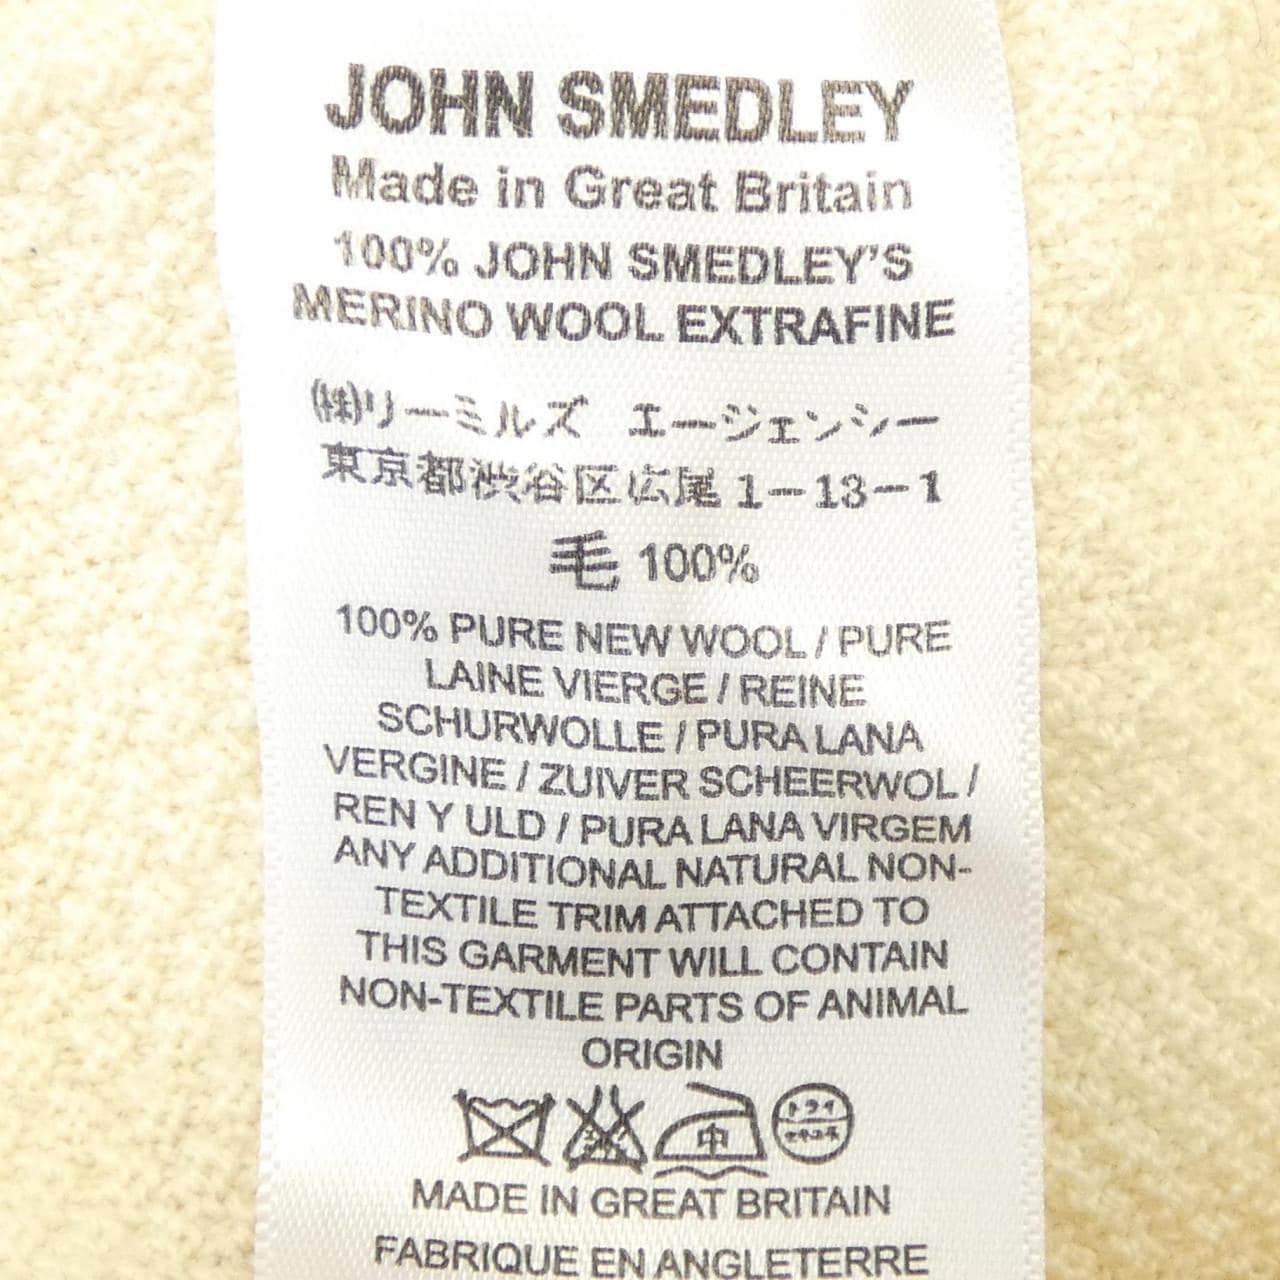 JOHN SMEDLEY
Made in Great Britain
100% JOHN SMEDLEY'S
MERINO WOOL EXTRAFINE
㈱リーミルズ エージェンシー
東京都渋谷区広尾1-13-1
毛 100%
100% PURE NEW WOOL / PURE
LAINE VIERGE / REINE
SCHURWOLLE / PURA LANA
VERGINE / ZUIVER SCHEERWOL /
REN Y ULD / PURA LANA VIRGEM
ANY ADDITIONAL NATURAL NON-
TEXTILE TRIM ATTACHED TO
THIS GARMENT WILL CONTAIN
NON-TEXTILE PARTS OF ANIMAL
ORIGIN
中
ドライ
MADE IN GREAT BRITAIN
FABRIQUE EN ANGLETERRE